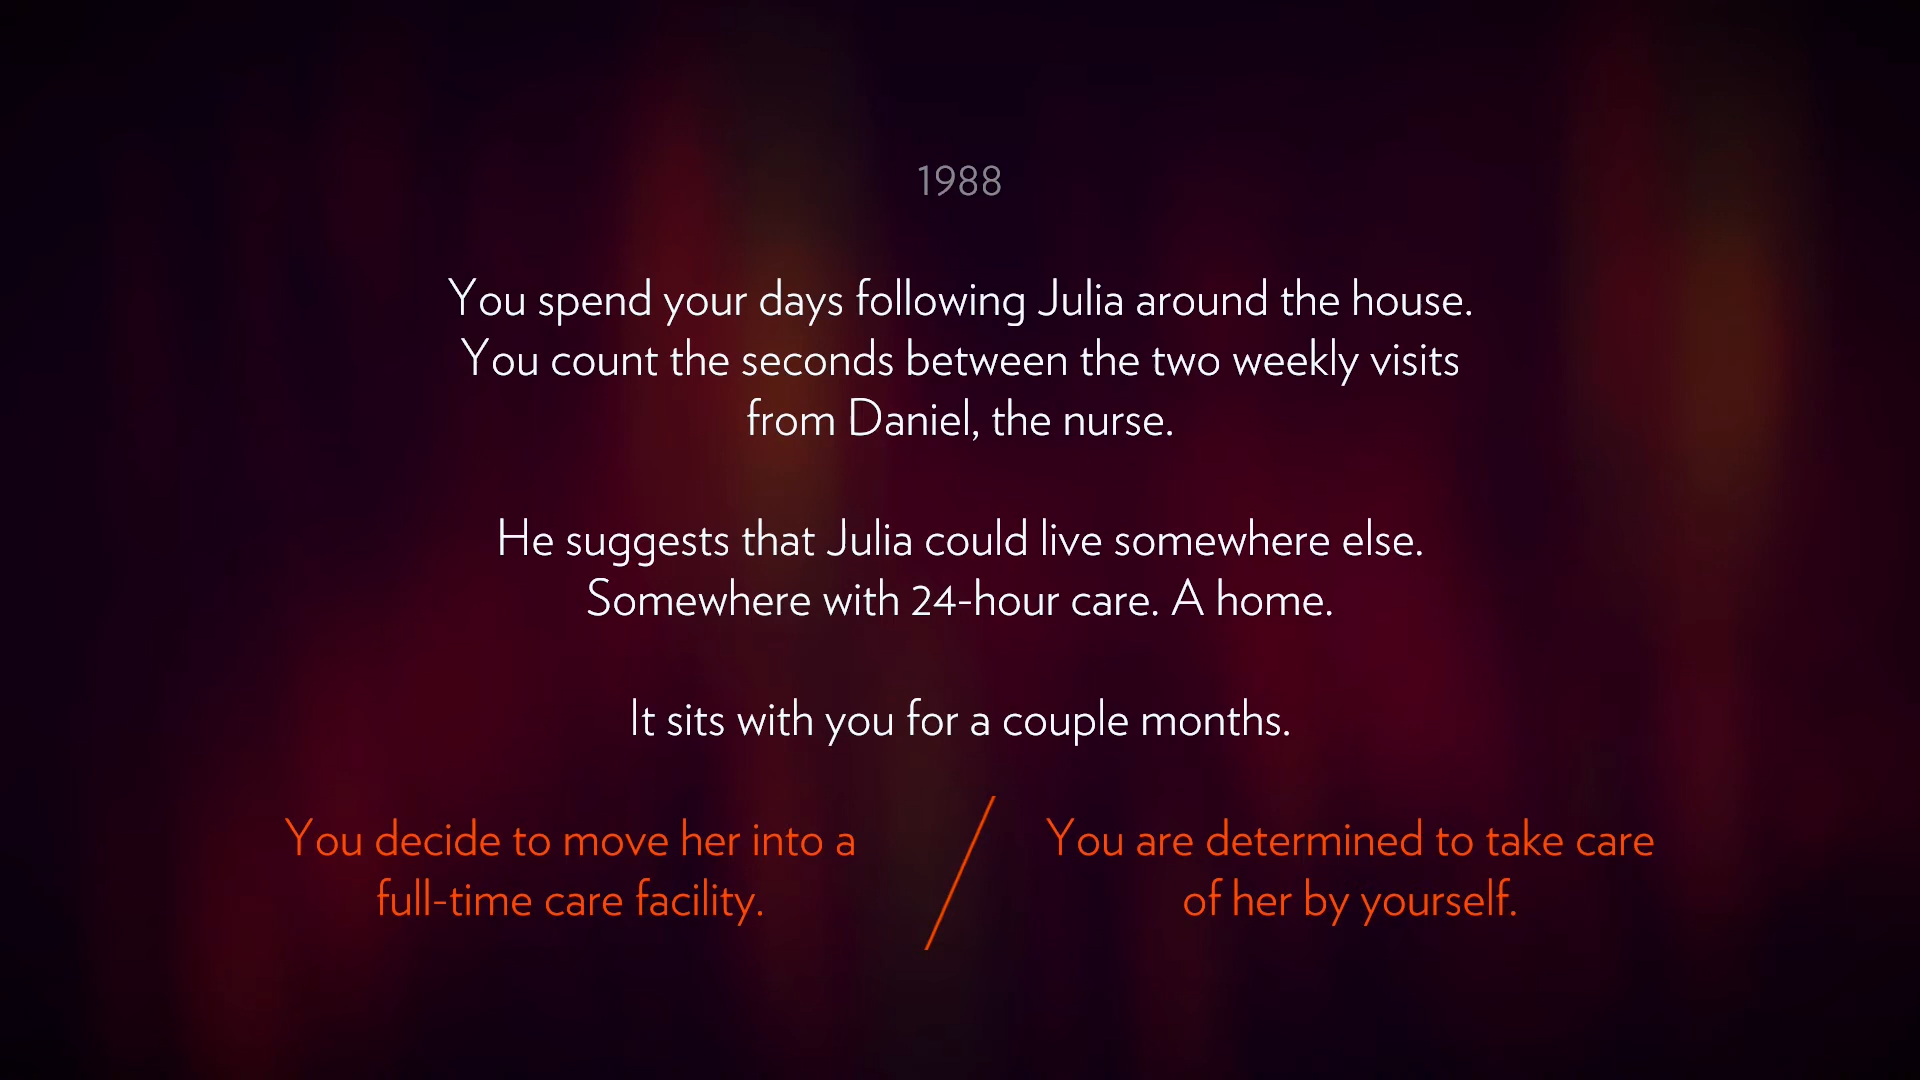 1988
You spend your days following Julia around the house.
You count the seconds between the two weekly visits
from Daniel, the nurse.
He suggests that Julia could live somewhere else.
Somewhere with 24-hour care. A home.
It sits with you for a couple months.
You decide to move her into a
full-time care facility.
You are determined to take care
of her by yourself.